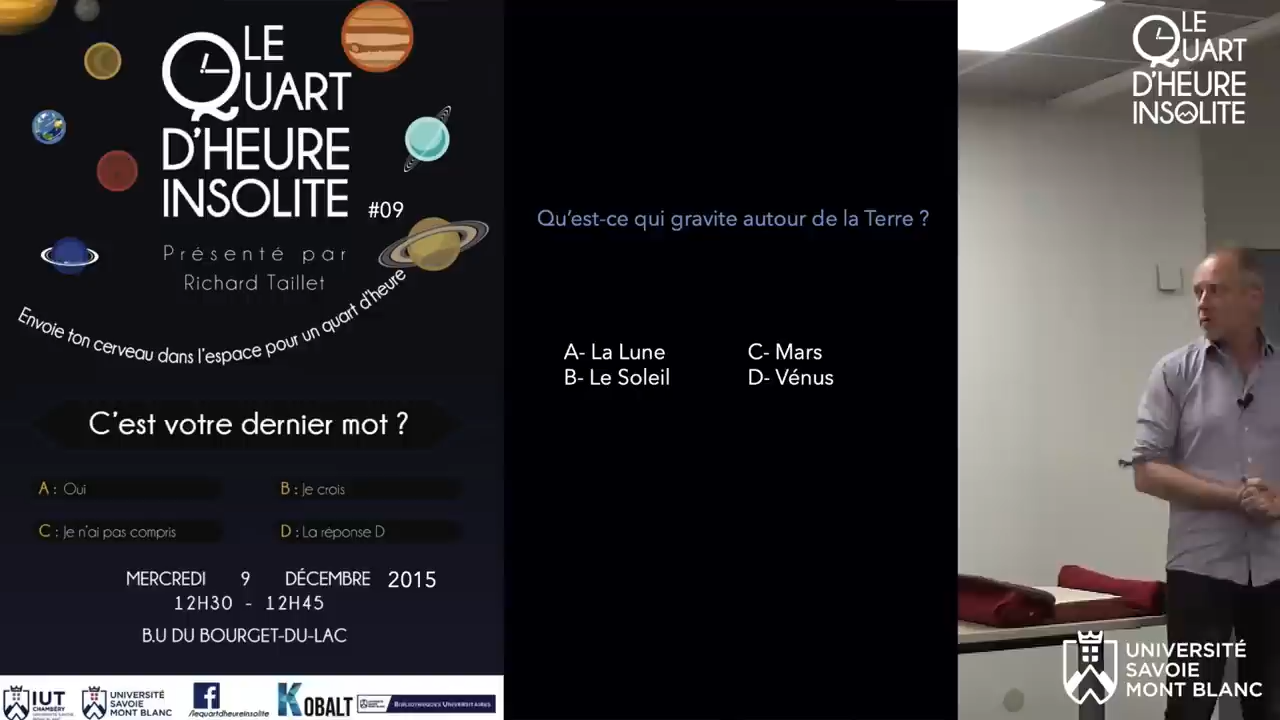 LE
QUART
D'HEURE
INSOLITE #09
Présenté par
Richard Taillet
Envoie ton cerveau dans l'espace pour un quart d'heure
C'est votre dernier mot ?
A : Oui
B : Je crois
C : Je n'ai pas compris
D : La réponse D
MERCREDI 9 DÉCEMBRE 2015
12H30 - 12H45
B.U DU BOURGET-DU-LAC
IUT
CHAMBÉRY
UNIVERSITÉ
SAVOIE
MONT BLANC
/lequartdheureinsolite
KOBALT
BIBLIOTHÈQUES UNIVERSITAIRES
Qu'est-ce qui gravite autour de la Terre ?
A- La Lune
B- Le Soleil
C- Mars
D- Vénus
LE
QUART
D'HEURE
INSOLITE
UNIVERSITÉ
SAVOIE
MONT BLANC